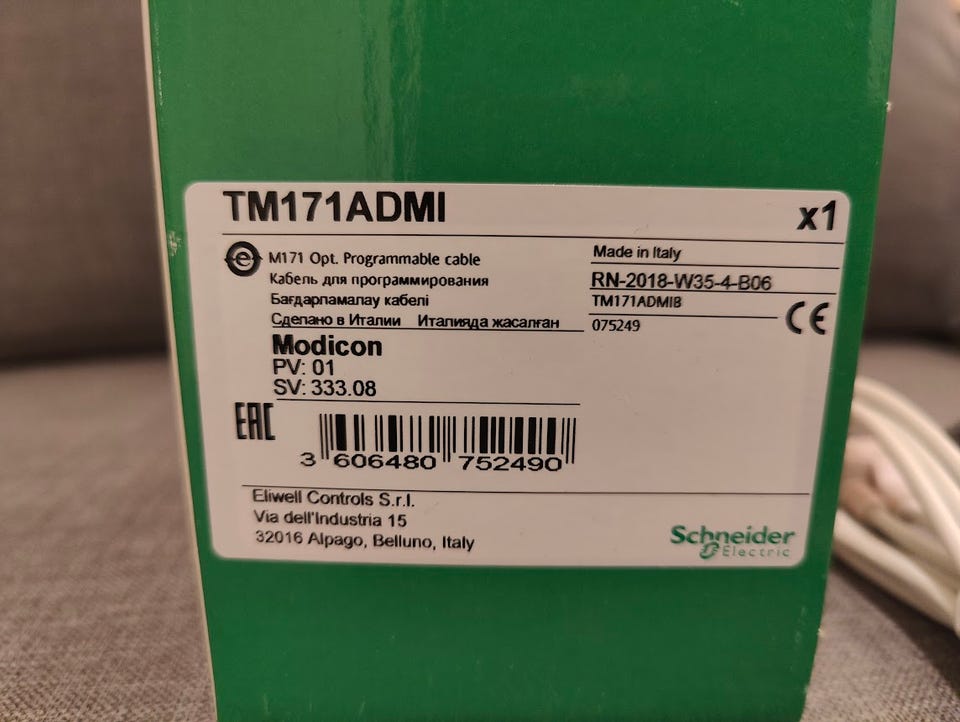 TM171ADMI
x1
M171 Opt. Programmable cable
Кабель для программирования
Бағдарламалау кабелі
Сделано в Италии Италияда жасалған
Made in Italy
RN-2018-W35-4-B06
TM171ADMIB
075249
CE
Modicon
PV: 01
SV: 333.08
EAC
3 606480 752490
Eliwell Controls S.r.l.
Via dell'Industria 15
32016 Alpago, Belluno, Italy
Schneider
Electric